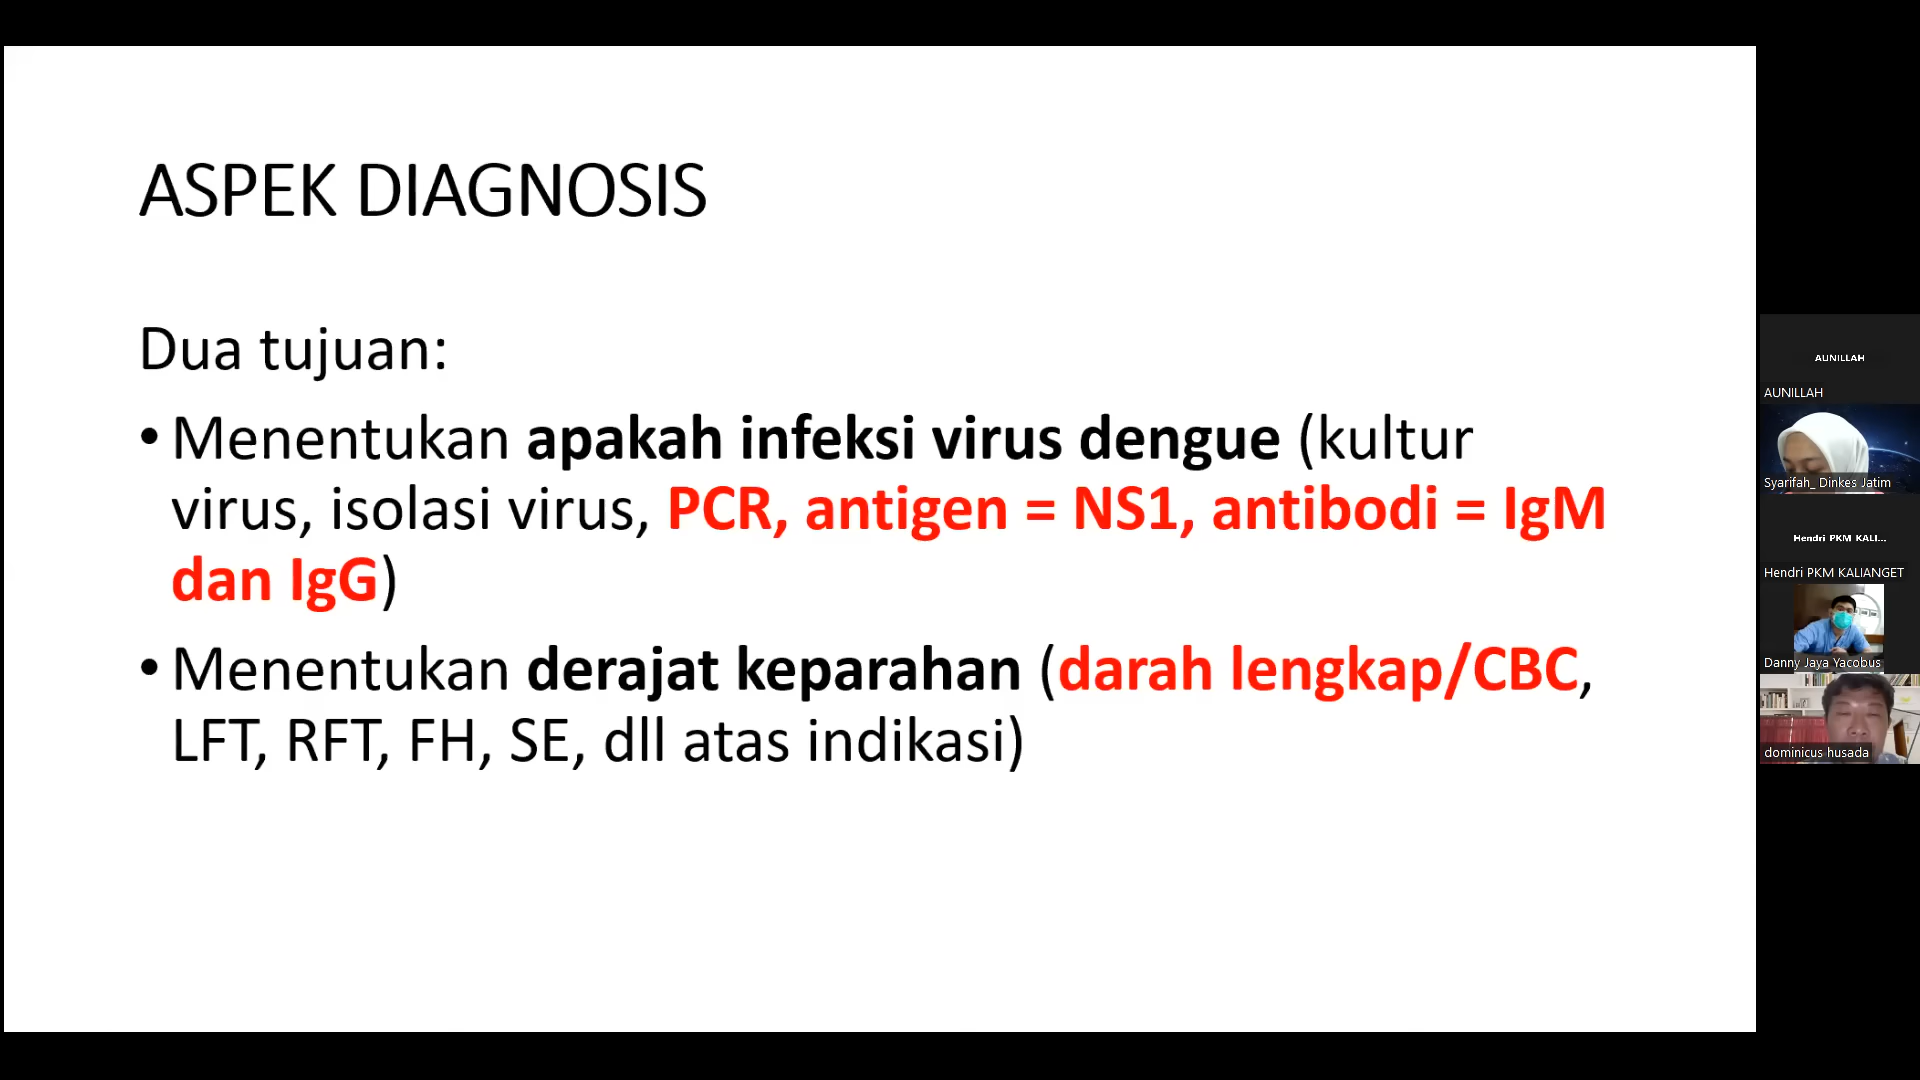 ASPEK DIAGNOSIS
Dua tujuan:
• Menentukan apakah infeksi virus dengue (kultur
virus, isolasi virus, PCR, antigen = NS1, antibodi = IgM
dan IgG)
• Menentukan derajat keparahan (darah lengkap/CBC,
LFT, RFT, FH, SE, dll atas indikasi)
AUNILLAH
AUNILLAH
Syarifah_ Dinkes Jatim
Hendri PKM KALI...
Hendri PKM KALIANGET
Danny Jaya Yacobus
dominicus husada